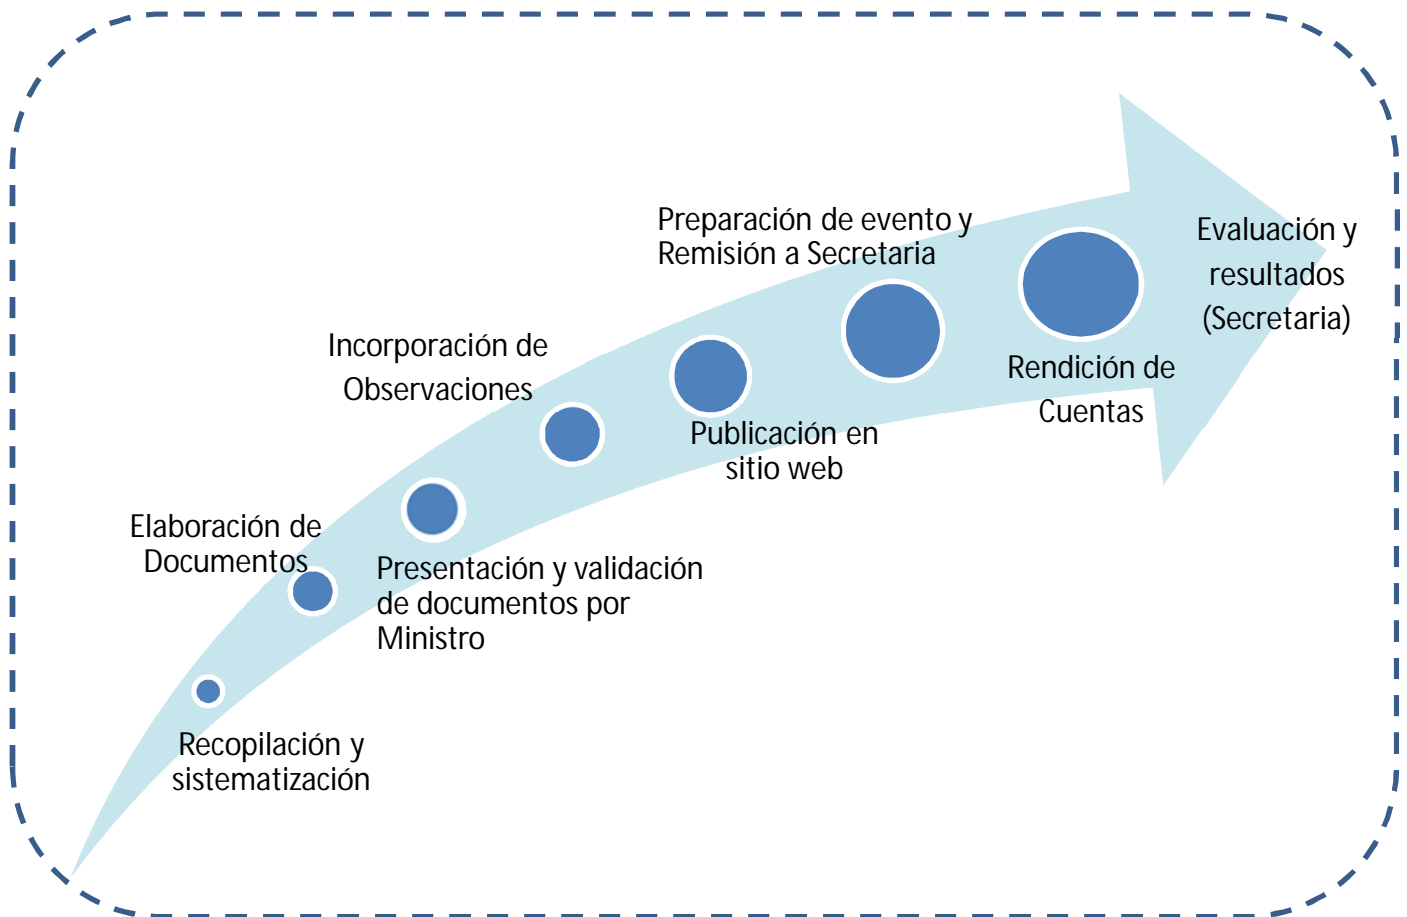 Preparación de evento y
Remisión a Secretaria
Evaluación y
resultados
(Secretaria)
Incorporación de
Observaciones
Rendición de
Cuentas
Publicación en
sitio web
Elaboración de
Documentos
Presentación y validación
de documentos por
Ministro
Recopilación y
sistematización